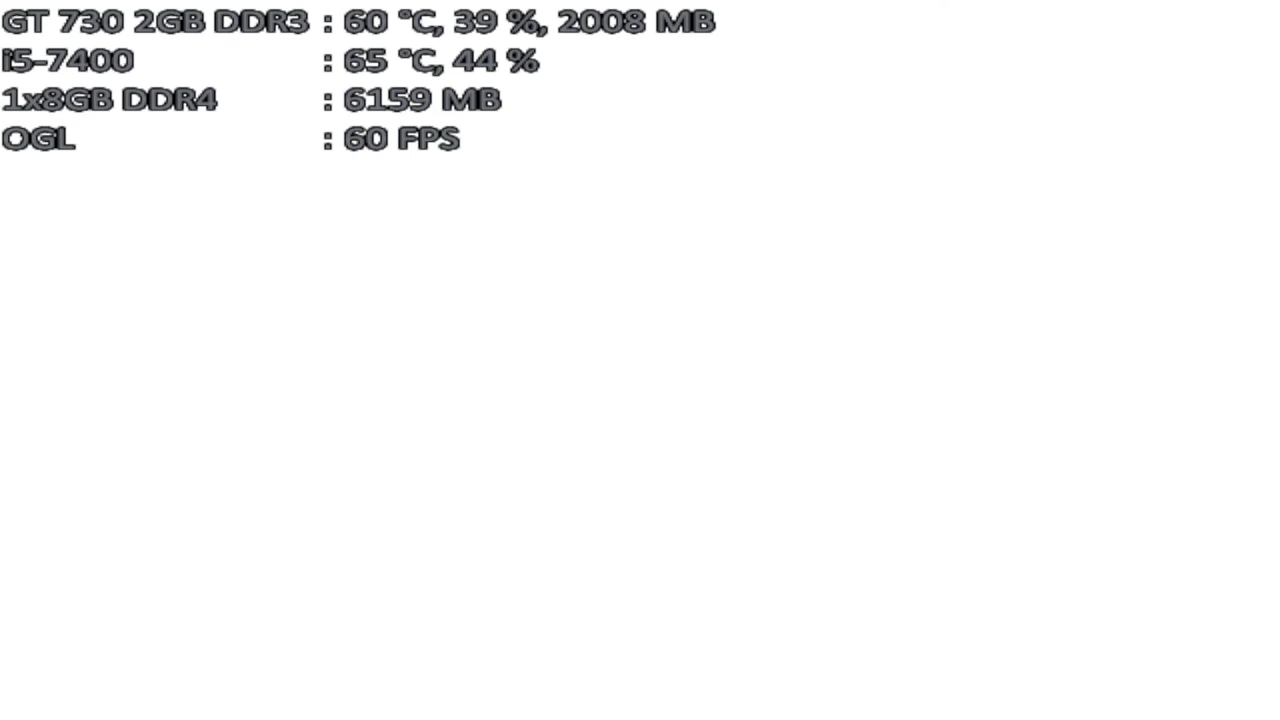 GT 730 2GB DDR3 : 60 °C, 39 %, 2008 MB
i5-7400 : 65 °C, 44 %
1x8GB DDR4 : 6159 MB
OGL : 60 FPS